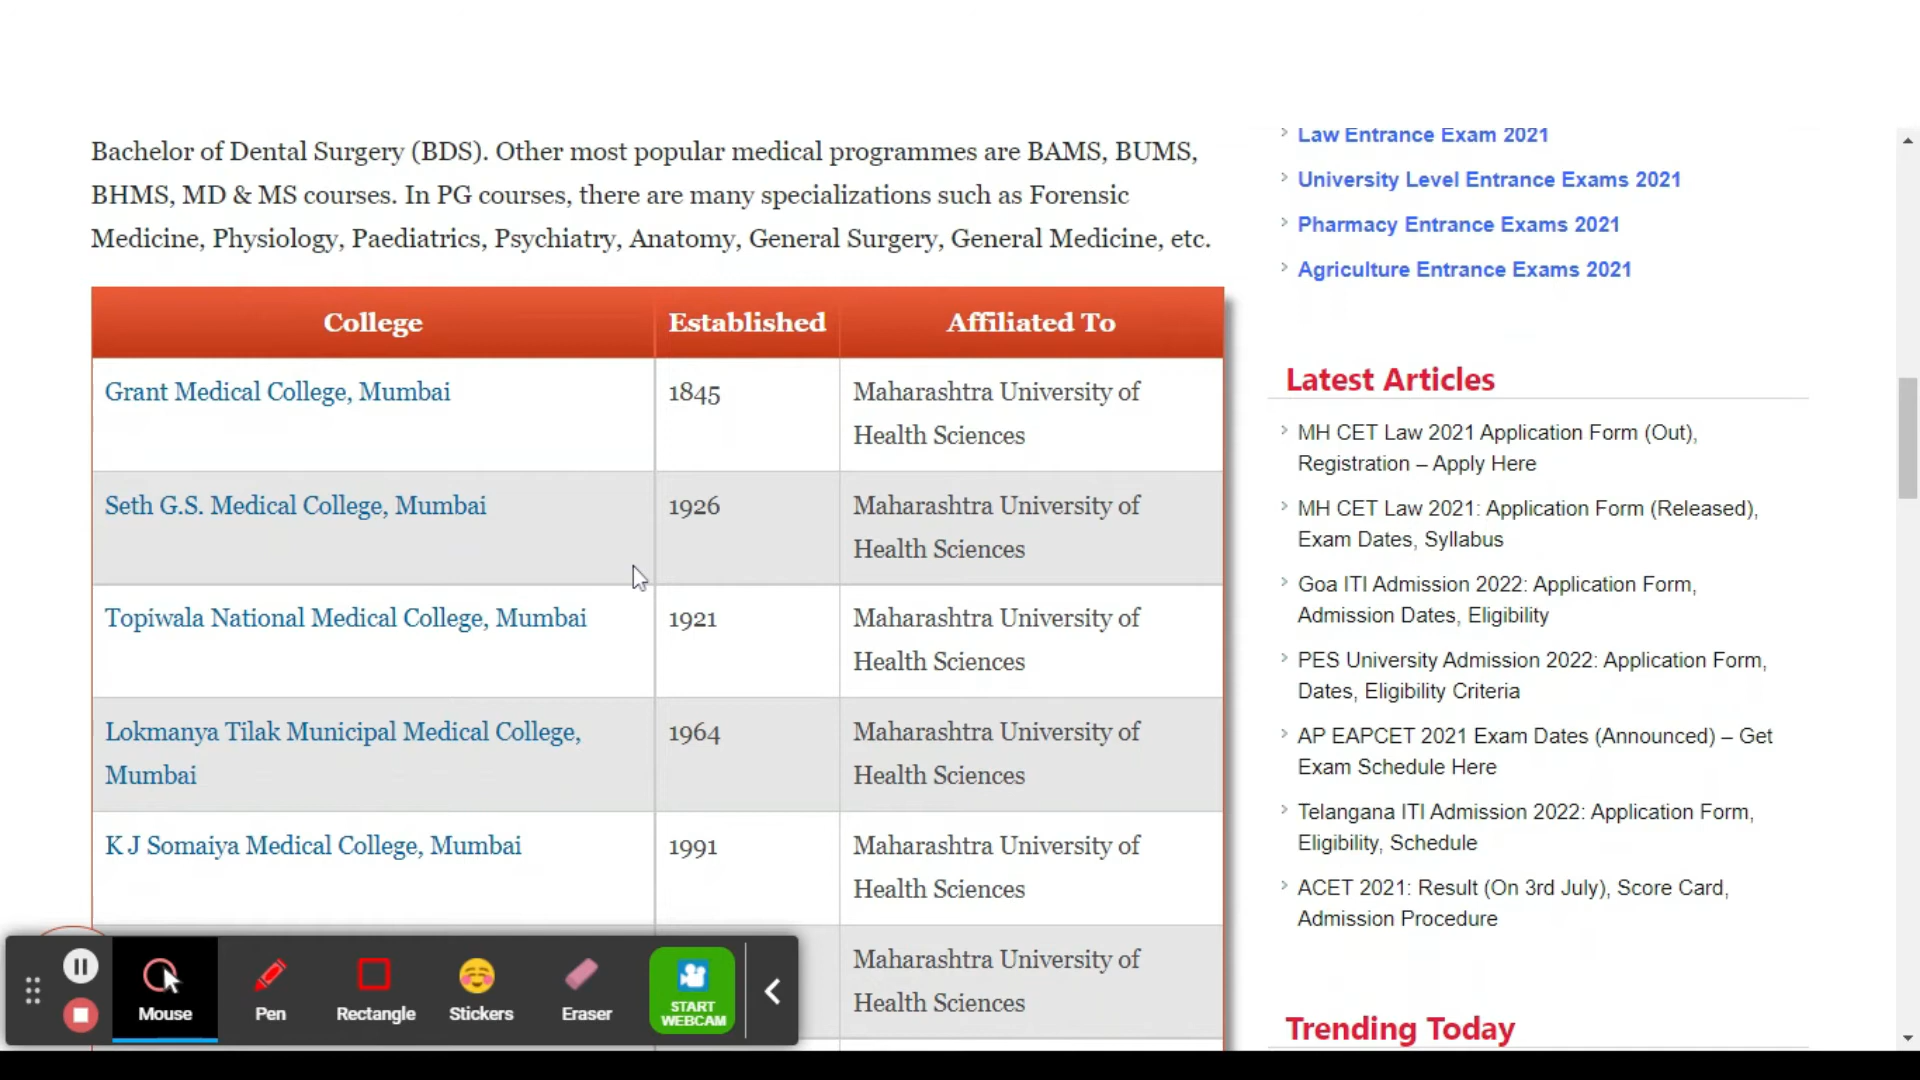 Bachelor of Dental Surgery (BDS). Other most popular medical programmes are BAMS, BUMS,
BHMS, MD & MS courses. In PG courses, there are many specializations such as Forensic
Medicine, Physiology, Paediatrics, Psychiatry, Anatomy, General Surgery, General Medicine, etc.
College Established Affiliated To
Grant Medical College, Mumbai 1845 Maharashtra University of
Health Sciences
Seth G.S. Medical College, Mumbai 1926 Maharashtra University of
Health Sciences
Topiwala National Medical College, Mumbai 1921 Maharashtra University of
Health Sciences
Lokmanya Tilak Municipal Medical College, 1964 Maharashtra University of
Mumbai Health Sciences
K J Somaiya Medical College, Mumbai 1991 Maharashtra University of
Health Sciences
Maharashtra University of
Health Sciences
Law Entrance Exam 2021
University Level Entrance Exams 2021
Pharmacy Entrance Exams 2021
Agriculture Entrance Exams 2021
Latest Articles
MH CET Law 2021 Application Form (Out),
Registration – Apply Here
MH CET Law 2021: Application Form (Released),
Exam Dates, Syllabus
Goa ITI Admission 2022: Application Form,
Admission Dates, Eligibility
PES University Admission 2022: Application Form,
Dates, Eligibility Criteria
AP EAPCET 2021 Exam Dates (Announced) – Get
Exam Schedule Here
Telangana ITI Admission 2022: Application Form,
Eligibility, Schedule
ACET 2021: Result (On 3rd July), Score Card,
Admission Procedure
Trending Today
Mouse Pen Rectangle Stickers Eraser START
WEBCAM